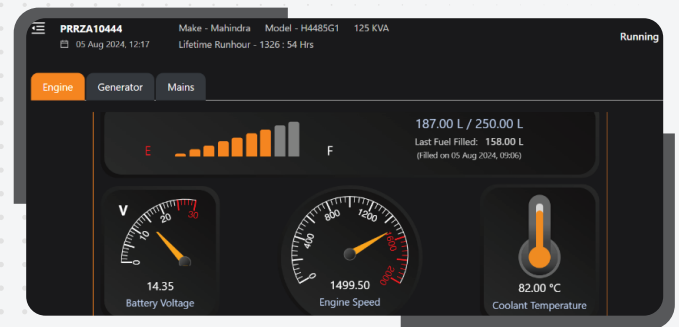 PRRZA10444 Make - Mahindra Model - H4485G1 125 KVA
05 Aug 2024, 12:17 Lifetime Runhour - 1326 : 54 Hrs
Running
Engine Generator Mains
187.00 L / 250.00 L
E F
Last Fuel Filled: 158.00 L
(Filled on 05 Aug 2024, 09:06)
V
0 10 20 30
14.35
Battery Voltage
0 400 800 1200 1600 2000
1499.50
Engine Speed
82.00 °C
Coolant Temperature